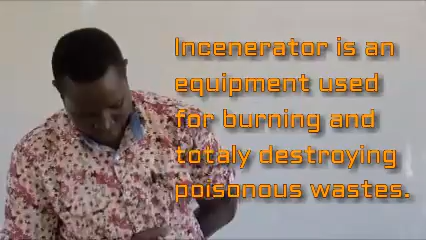 Incenerator is an
equipment used
for burning and
totaly destroying
poisonous wastes.